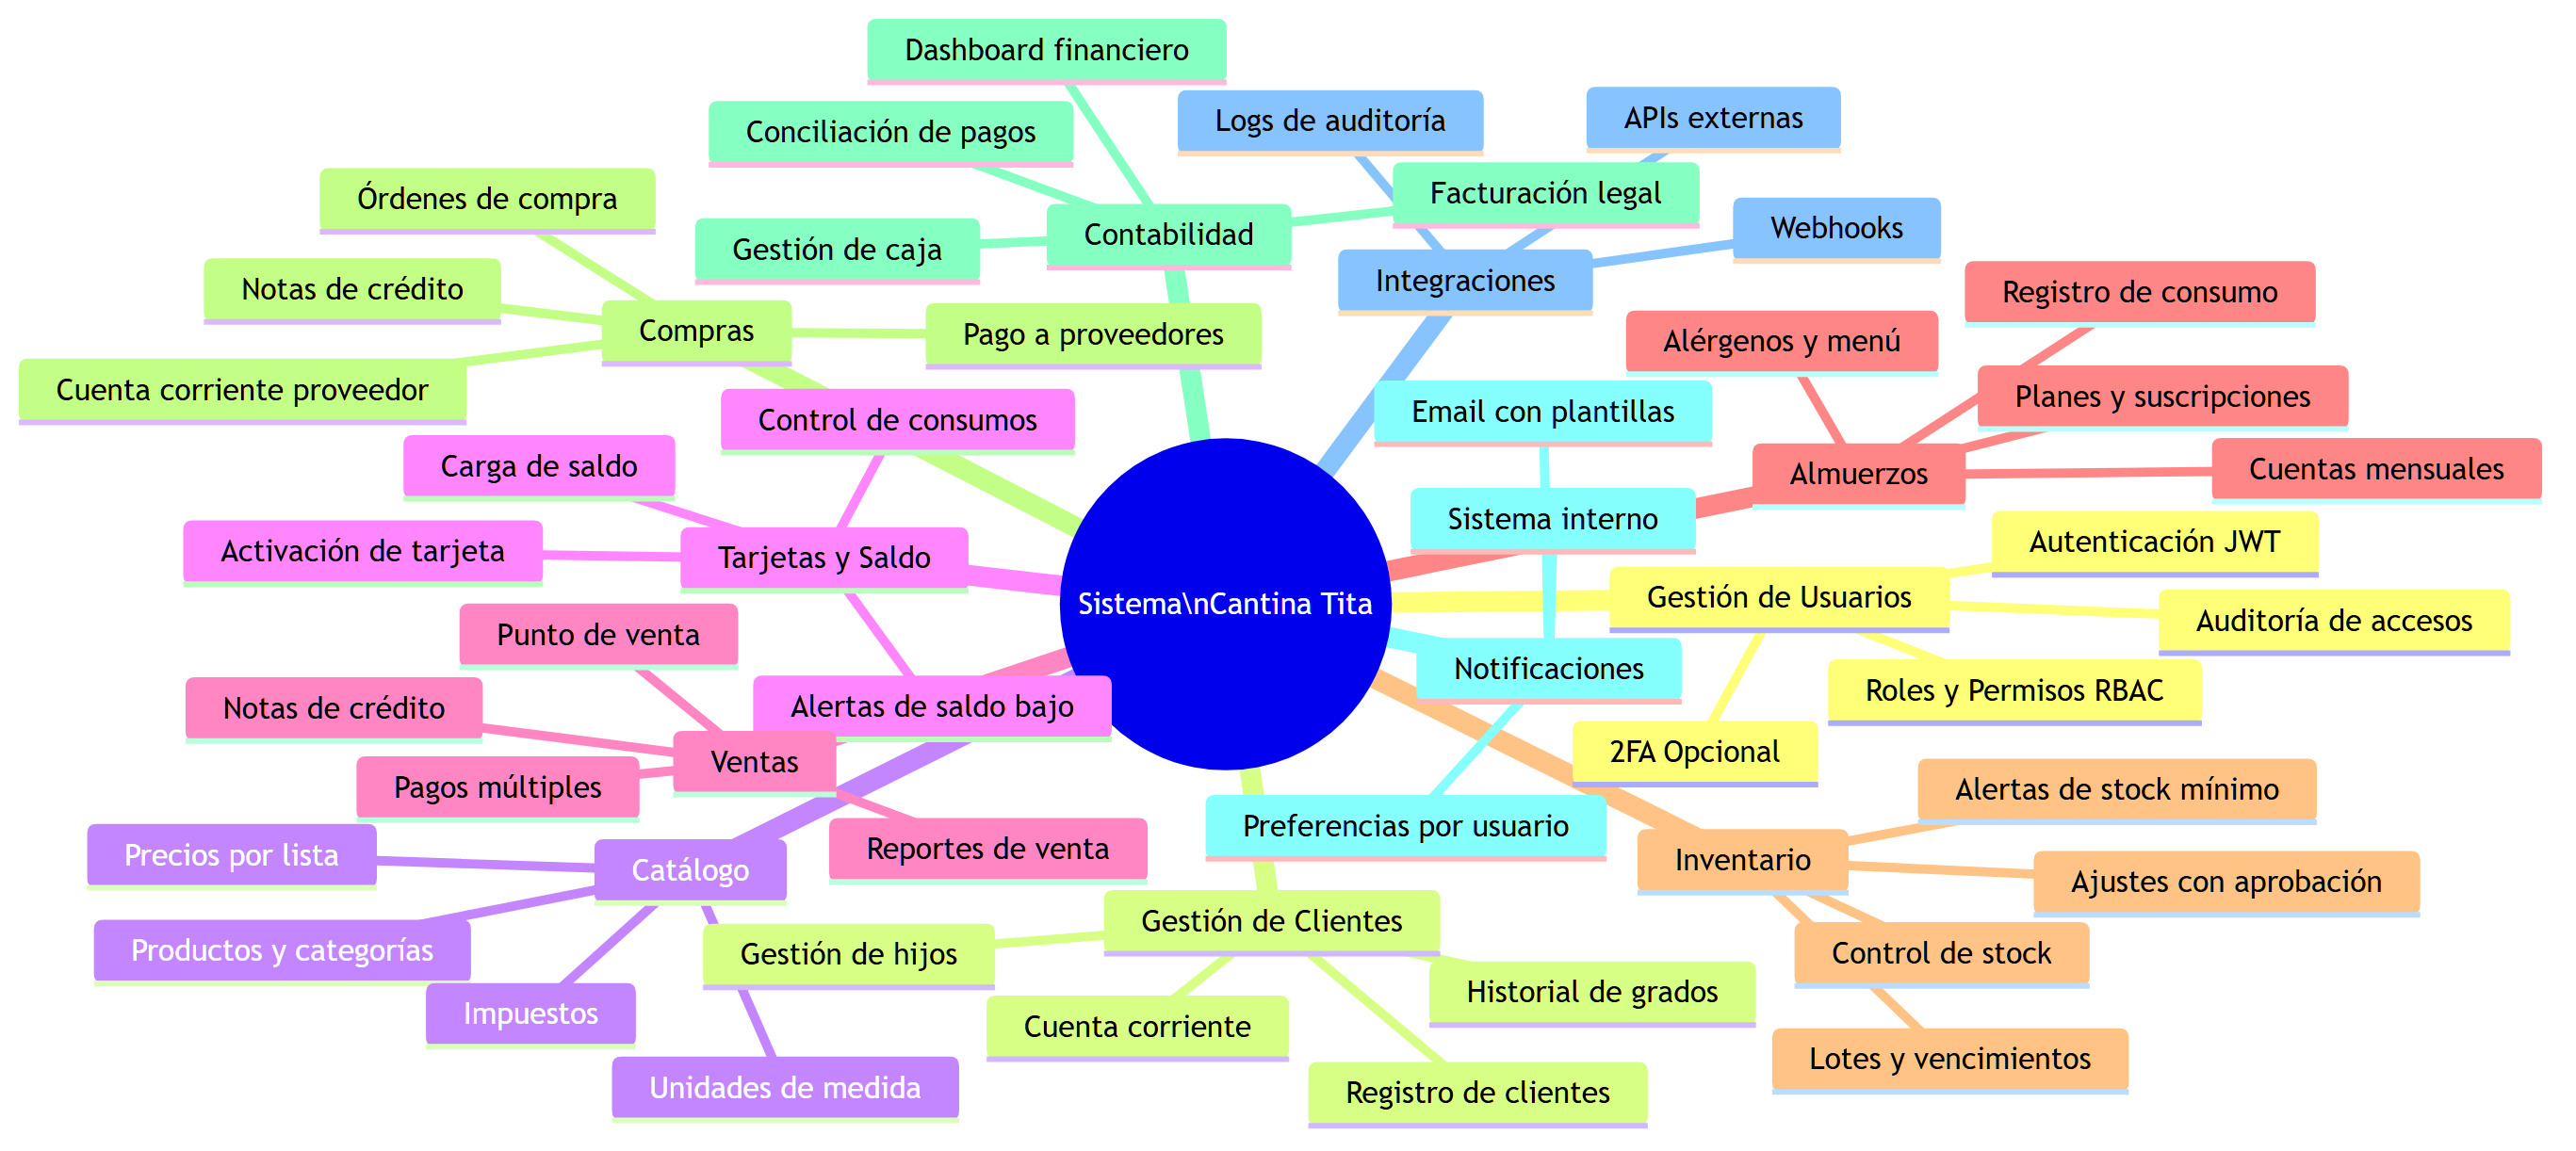 Dashboard financiero
Conciliación de pagos
Logs de auditoría
APIs externas
Órdenes de compra
Facturación legal
Gestión de caja
Contabilidad
Webhooks
Notas de crédito
Integraciones
Registro de consumo
Compras
Pago a proveedores
Alérgenos y menú
Cuenta corriente proveedor
Planes y suscripciones
Control de consumos
Email con plantillas
Carga de saldo
Almuerzos
Cuentas mensuales
Sistema interno
Activación de tarjeta
Tarjetas y Saldo
Autenticación JWT
Sistema\nCantina Tita
Gestión de Usuarios
Auditoría de accesos
Punto de venta
Notificaciones
Roles y Permisos RBAC
Notas de crédito
Alertas de saldo bajo
Ventas
2FA Opcional
Pagos múltiples
Alertas de stock mínimo
Preferencias por usuario
Precios por lista
Catálogo
Reportes de venta
Inventario
Ajustes con aprobación
Productos y categorías
Gestión de hijos
Gestión de Clientes
Control de stock
Impuestos
Cuenta corriente
Historial de grados
Lotes y vencimientos
Unidades de medida
Registro de clientes